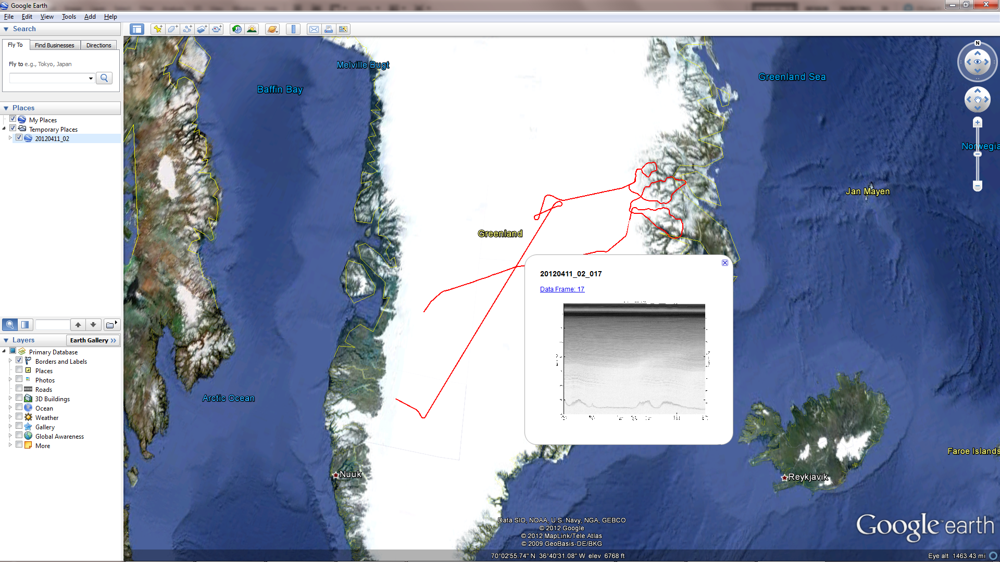 Google Earth
File Edit View Tools Add Help
Search
Fly To Find Businesses Directions
Fly to e.g., Tokyo, Japan
Places
My Places
Temporary Places
20120411_02
Layers
Earth Gallery >>
Primary Database
Borders and Labels
Places
Photos
Roads
3D Buildings
Ocean
Weather
Gallery
Global Awareness
More
N
Melville Bugt
Baffin Bay
Greenland Sea
Norwegia
Jan Mayen
Greenland
20120411_02_017
Data Frame: 17
Arctic Ocean
Faroe Islands
Nuuk
Reykjavik
Data SIO, NOAA, U.S. Navy, NGA, GEBCO
© 2012 Google
© 2012 MapLink/Tele Atlas
© 2009 GeoBasis-DE/BKG
Google earth
70°02'55.74" N 36°40'31.08" W elev 6768 ft
Eye alt 1463.43 mi